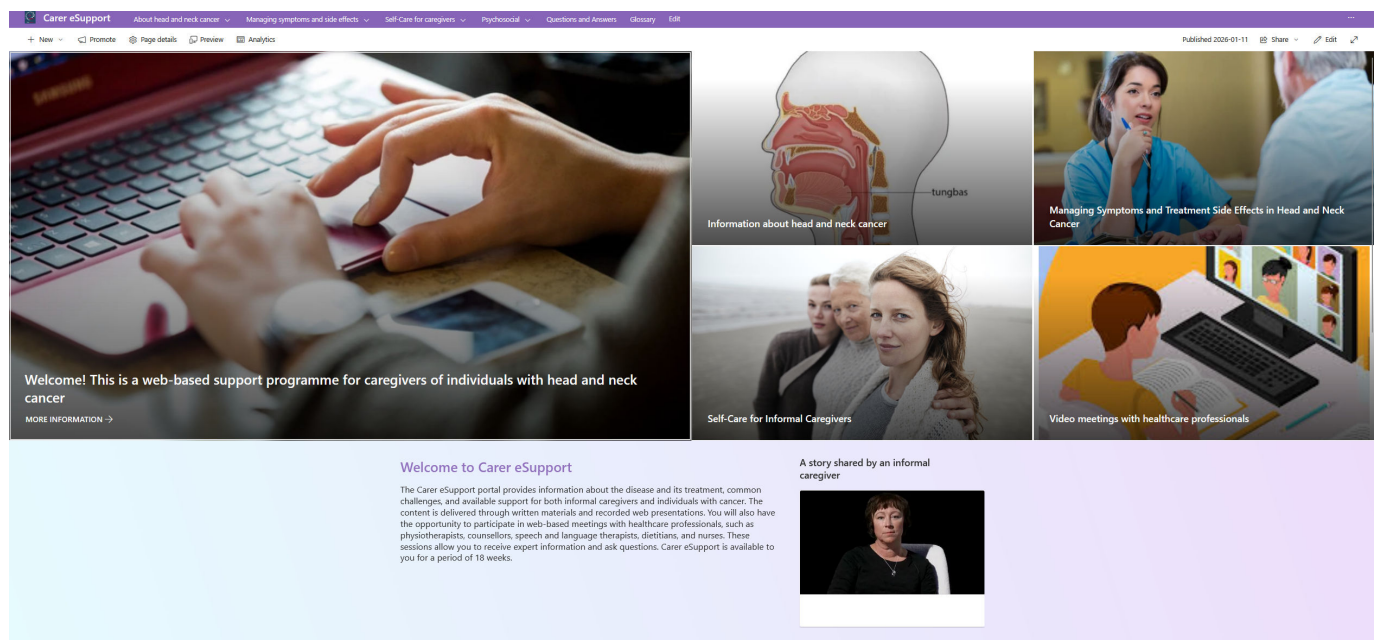 Carer eSupport
About head and neck cancer
Managing symptoms and side effects
Self-Care for caregivers
Psychosocial
Questions and Answers
Glossary
Edit
New
Promote
Page details
Preview
Analytics
Published 2026-01-11
Share
Edit
SAMSUNG
Welcome! This is a web-based support programme for caregivers of individuals with head and neck
cancer
MORE INFORMATION →
tungbas
Information about head and neck cancer
Managing Symptoms and Treatment Side Effects in Head and Neck
Cancer
Self-Care for Informal Caregivers
Video meetings with healthcare professionals
Welcome to Carer eSupport
The Carer eSupport portal provides information about the disease and its treatment, common
challenges, and available support for both informal caregivers and individuals with cancer. The
content is delivered through written materials and recorded web presentations. You will also have
the opportunity to participate in web-based meetings with healthcare professionals, such as
physiotherapists, counsellors, speech and language therapists, dietitians, and nurses. These
sessions allow you to receive expert information and ask questions. Carer eSupport is available to
you for a period of 18 weeks.
A story shared by an informal
caregiver